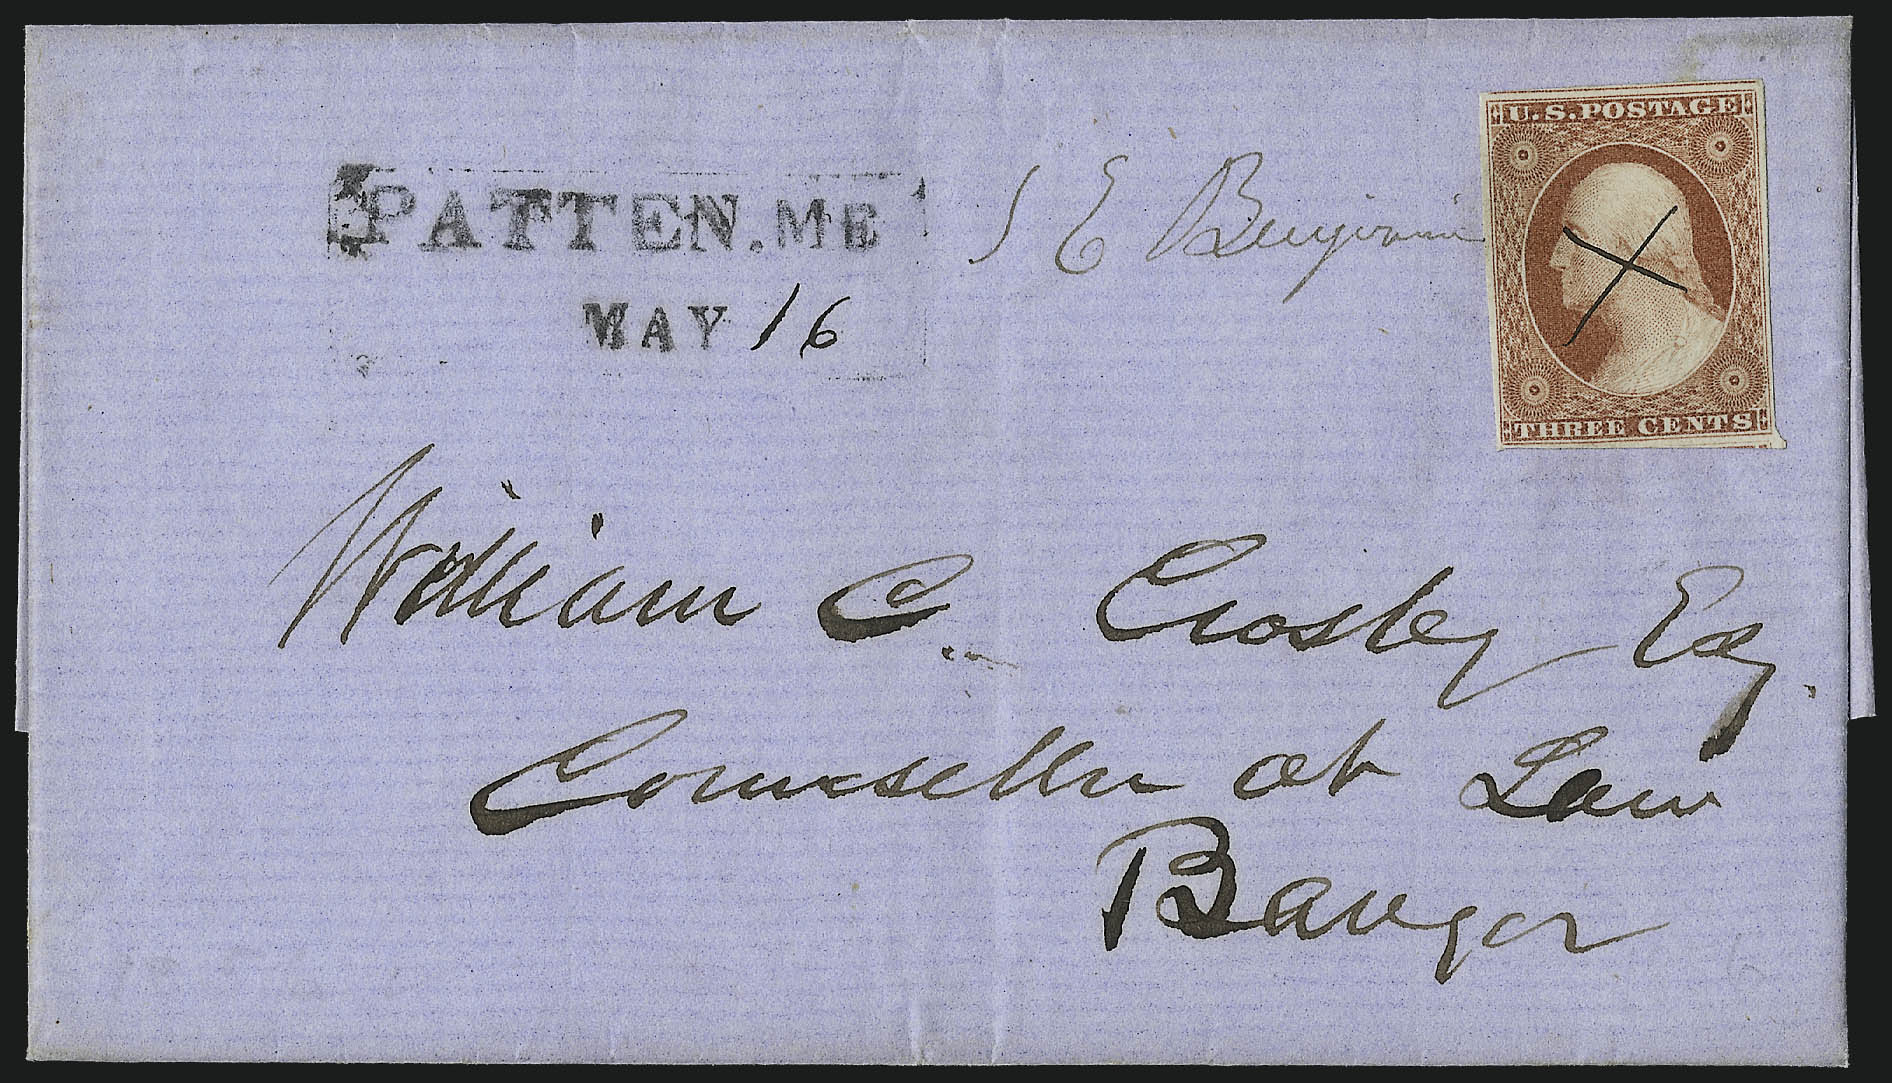 PATTEN. ME
MAY 16
S E Benjamin
U.S. POSTAGE
THREE CENTS
William C. Crosby Esq.
Counsellor at Law
Bangor